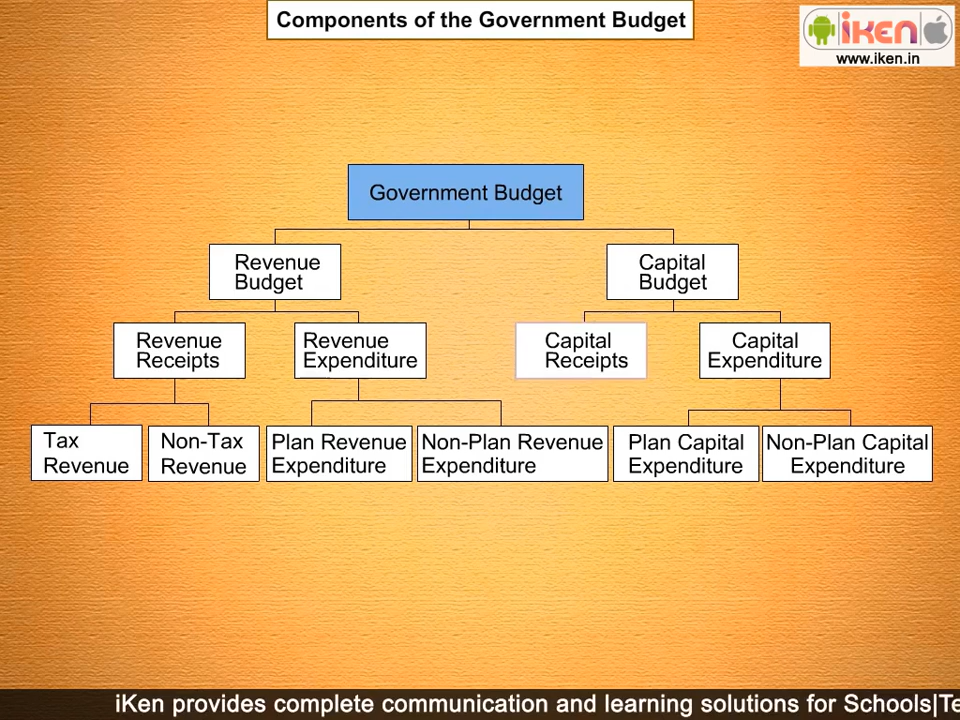 Components of the Government Budget
iKEN
www.iken.in
Government Budget
Revenue
Budget
Capital
Budget
Revenue
Receipts
Revenue
Expenditure
Capital
Receipts
Capital
Expenditure
Tax
Revenue
Non-Tax
Revenue
Plan Revenue
Expenditure
Non-Plan Revenue
Expenditure
Plan Capital
Expenditure
Non-Plan Capital
Expenditure
iKen provides complete communication and learning solutions for Schools|Te